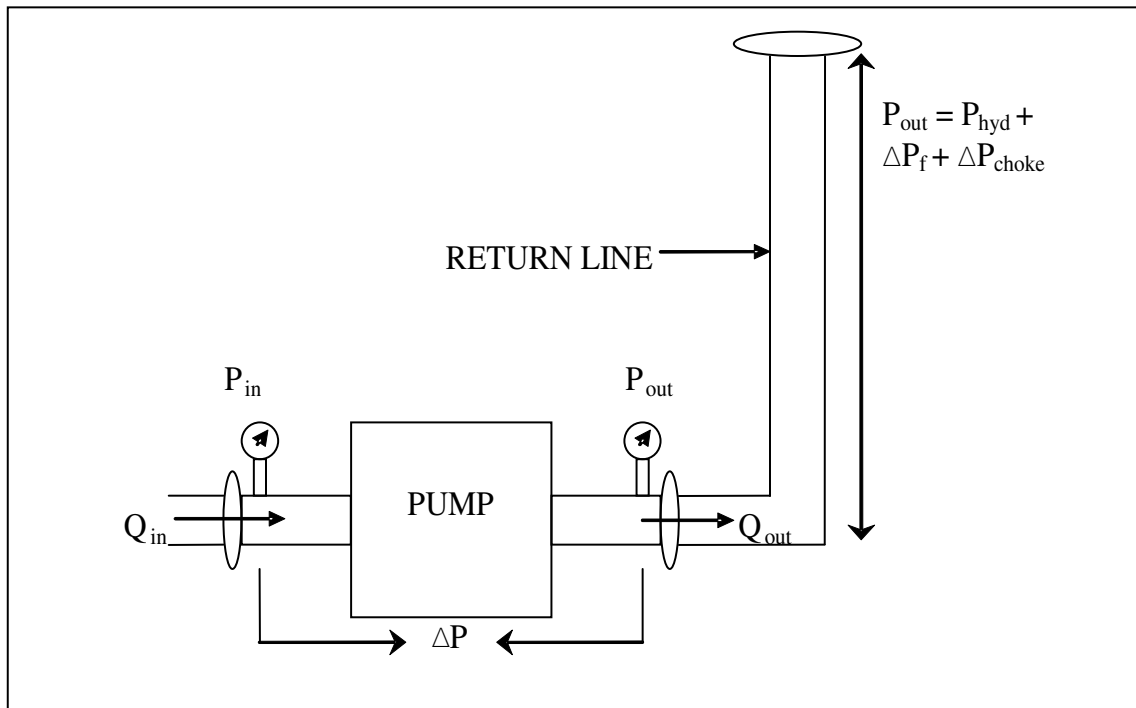 P_out = P_hyd +
△P_f + △P_choke
RETURN LINE
P_in
P_out
PUMP
Q_in
Q_out
△P